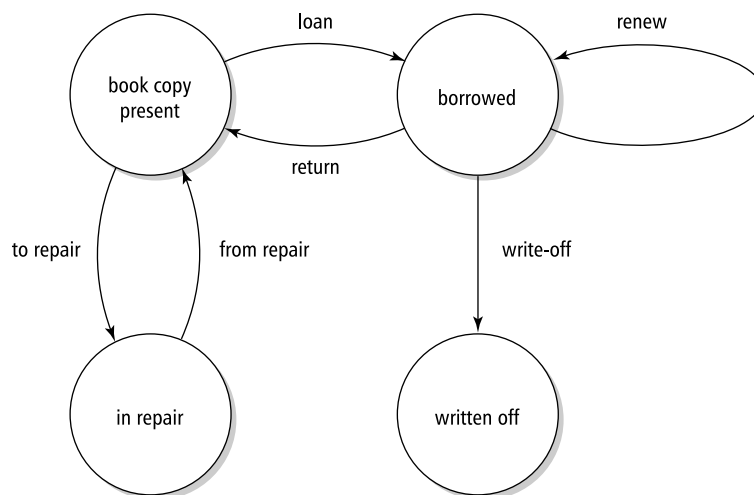 loan
renew
book copy
present
borrowed
return
to repair
from repair
write-off
in repair
written off